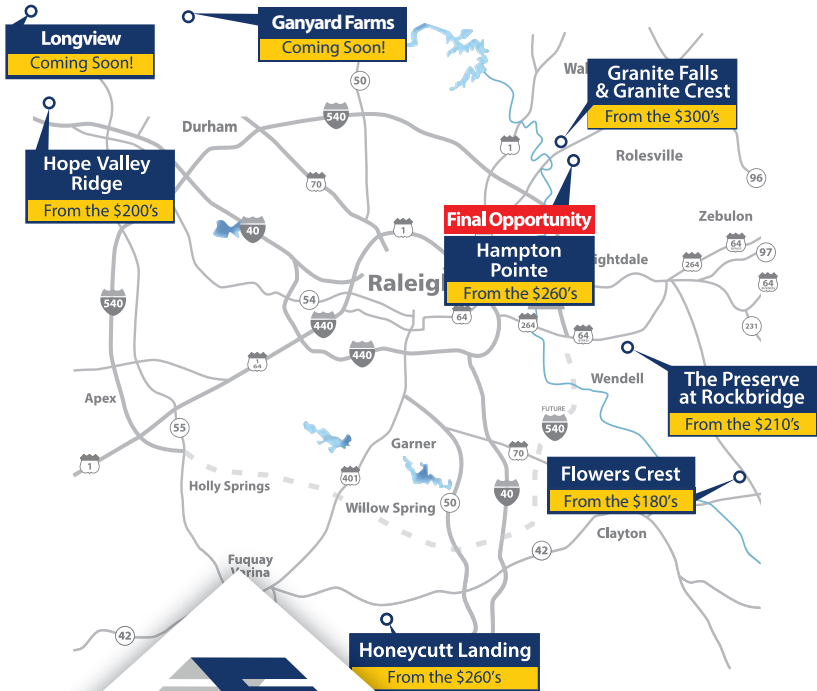 Longview
Coming Soon!
Ganyard Farms
Coming Soon!
50
Granite Falls
& Granite Crest
From the $300's
Durham
540
1
Rolesville
Hope Valley
Ridge
From the $200's
70
96
Final Opportunity
Hampton
Pointe
From the $260's
Zebulon
40
1
64
97
264
64
54
540
440
64
264
64
231
440
1
64
Wendell
The Preserve
at Rockbridge
From the $210's
Apex
FUTURE
540
55
Garner
70
1
Flowers Crest
From the $180's
401
Holly Springs
50
40
Willow Spring
Clayton
42
Fuquay
Varina
42
Honeycutt Landing
From the $260's